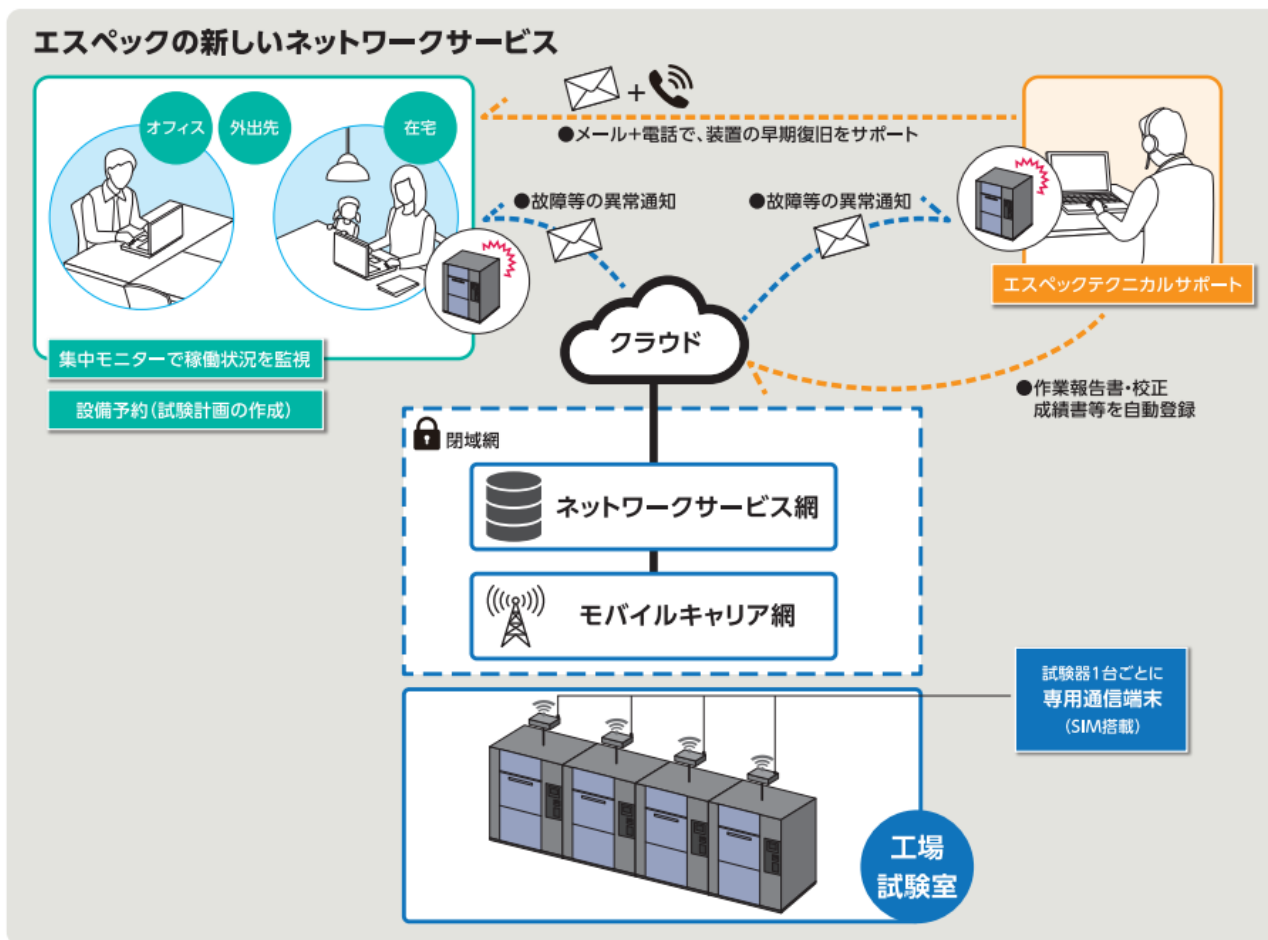 エスペックの新しいネットワークサービス
オフィス
外出先
在宅
+
●メール+電話で、装置の早期復旧をサポート
●故障等の異常通知
●故障等の異常通知
エスペックテクニカルサポート
クラウド
集中モニターで稼働状況を監視
設備予約(試験計画の作成)
●作業報告書・校正
成績書等を自動登録
閉域網
ネットワークサービス網
モバイルキャリア網
試験器1台ごとに
専用通信端末
(SIM搭載)
工場
試験室